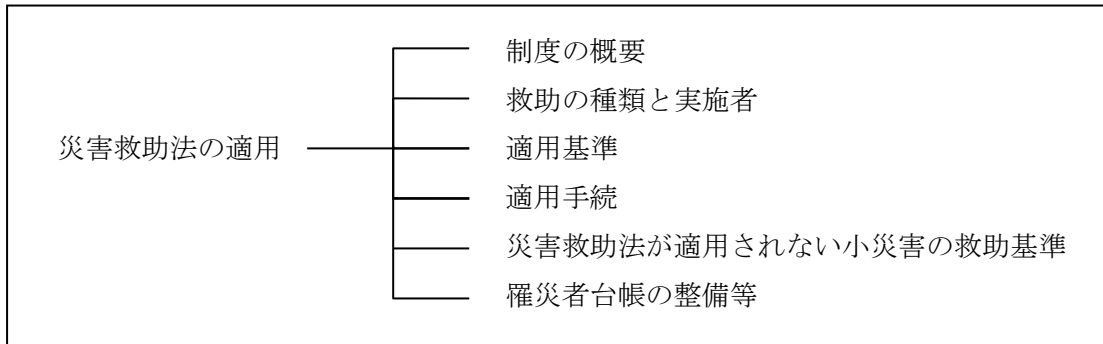 災害救助法の適用
制度の概要
救助の種類と実施者
適用基準
適用手続
災害救助法が適用されない小災害の救助基準
罹災者台帳の整備等